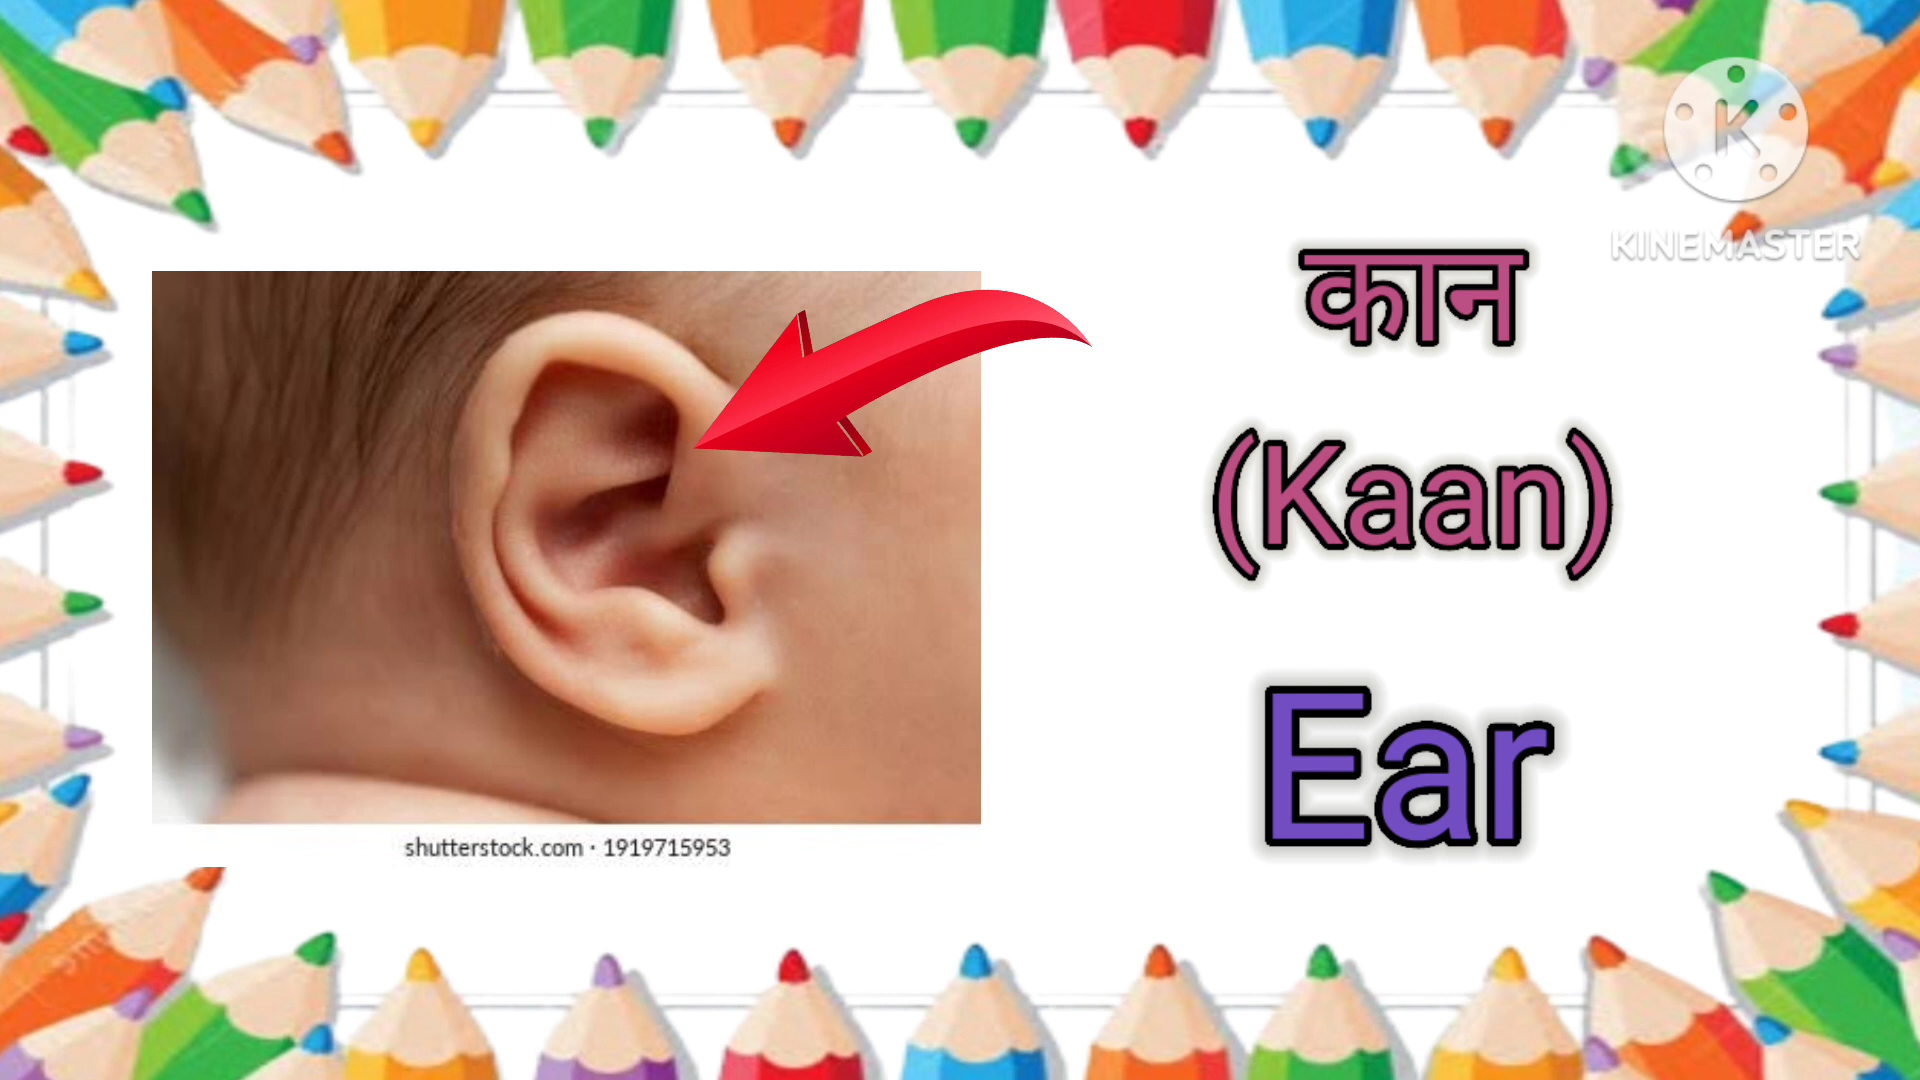 KINEMASTER
कान
(Kaan)
Ear
shutterstock.com · 1919715953